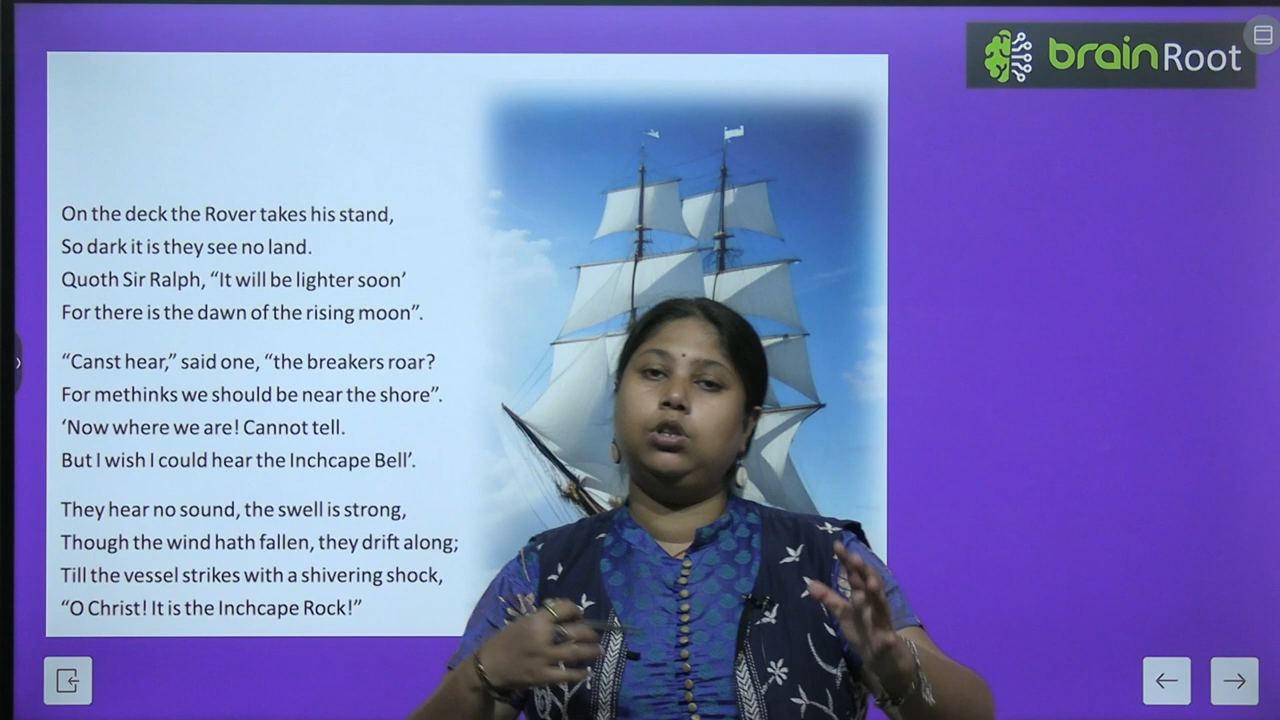 brainRoot
On the deck the Rover takes his stand,
So dark it is they see no land.
Quoth Sir Ralph, “It will be lighter soon’
For there is the dawn of the rising moon”.
“Canst hear,” said one, “the breakers roar?
For methinks we should be near the shore”.
‘Now where we are! Cannot tell.
But I wish I could hear the Inchcape Bell’.
They hear no sound, the swell is strong,
Though the wind hath fallen, they drift along;
Till the vessel strikes with a shivering shock,
“O Christ! It is the Inchcape Rock!”